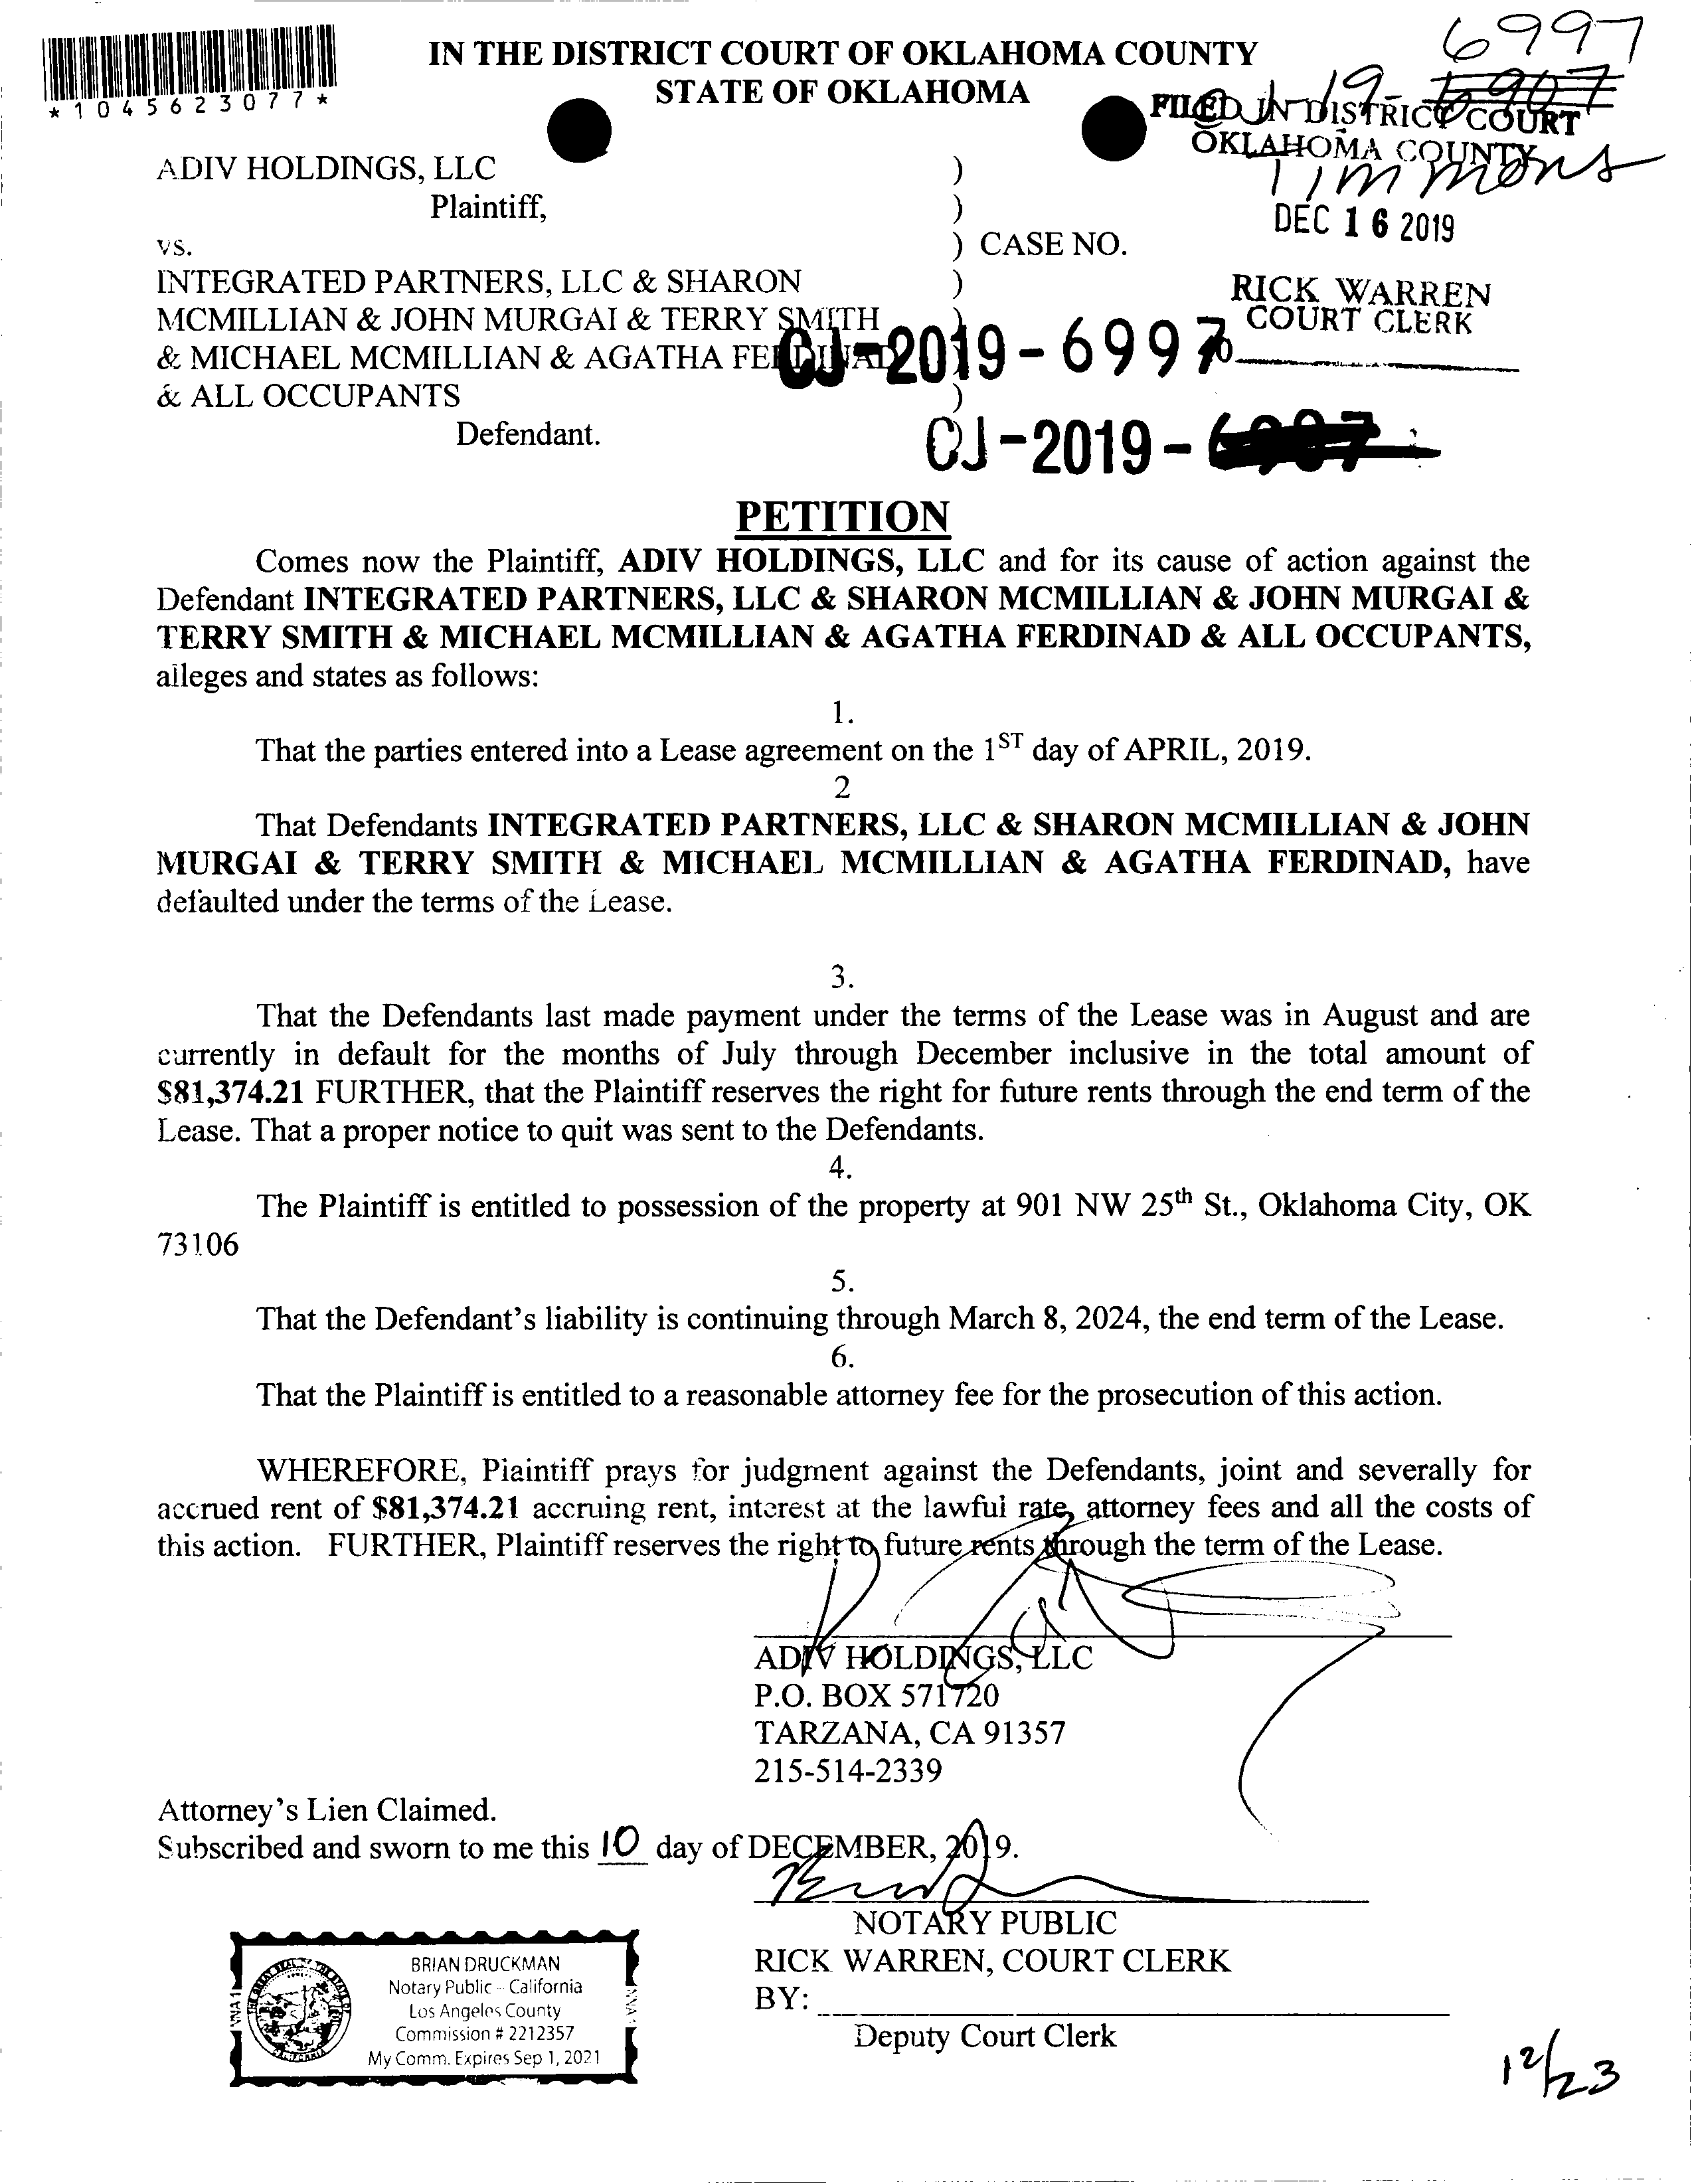 IN THE DISTRICT COURT OF OKLAHOMA COUNTY
STATE OF OKLAHOMA
*1045623077*
6997
CJ-19-6907
Timmons
FILED IN DISTRICT COURT
OKLAHOMA COUNTY
DEC 16 2019
RICK WARREN
COURT CLERK
ADIV HOLDINGS, LLC )
Plaintiff, )
vs. ) CASE NO.
INTEGRATED PARTNERS, LLC & SHARON )
MCMILLIAN & JOHN MURGAI & TERRY SMITH )
& MICHAEL MCMILLIAN & AGATHA FERDINAD )
& ALL OCCUPANTS )
Defendant.
CJ-2019-6997
CJ-2019-
PETITION
Comes now the Plaintiff, ADIV HOLDINGS, LLC and for its cause of action against the
Defendant INTEGRATED PARTNERS, LLC & SHARON MCMILLIAN & JOHN MURGAI &
TERRY SMITH & MICHAEL MCMILLIAN & AGATHA FERDINAD & ALL OCCUPANTS,
alleges and states as follows:
1.
That the parties entered into a Lease agreement on the 1ST day of APRIL, 2019.
2
That Defendants INTEGRATED PARTNERS, LLC & SHARON MCMILLIAN & JOHN
MURGAI & TERRY SMITH & MICHAEL MCMILLIAN & AGATHA FERDINAD, have
defaulted under the terms of the Lease.
3.
That the Defendants last made payment under the terms of the Lease was in August and are
currently in default for the months of July through December inclusive in the total amount of
$81,374.21 FURTHER, that the Plaintiff reserves the right for future rents through the end term of the
Lease. That a proper notice to quit was sent to the Defendants.
4.
The Plaintiff is entitled to possession of the property at 901 NW 25th St., Oklahoma City, OK
73106
5.
That the Defendant's liability is continuing through March 8, 2024, the end term of the Lease.
6.
That the Plaintiff is entitled to a reasonable attorney fee for the prosecution of this action.
WHEREFORE, Plaintiff prays for judgment against the Defendants, joint and severally for
accrued rent of $81,374.21 accruing rent, interest at the lawful rate, attorney fees and all the costs of
this action. FURTHER, Plaintiff reserves the right to future rents through the term of the Lease.
ADIV HOLDINGS, LLC
P.O. BOX 571720
TARZANA, CA 91357
215-514-2339
Attorney's Lien Claimed.
Subscribed and sworn to me this 10 day of DECEMBER, 2019.
NOTARY PUBLIC
RICK WARREN, COURT CLERK
BY:
Deputy Court Clerk
BRIAN DRUCKMAN
Notary Public - California
Los Angeles County
Commission # 2212357
My Comm. Expires Sep 1, 2021
12/23